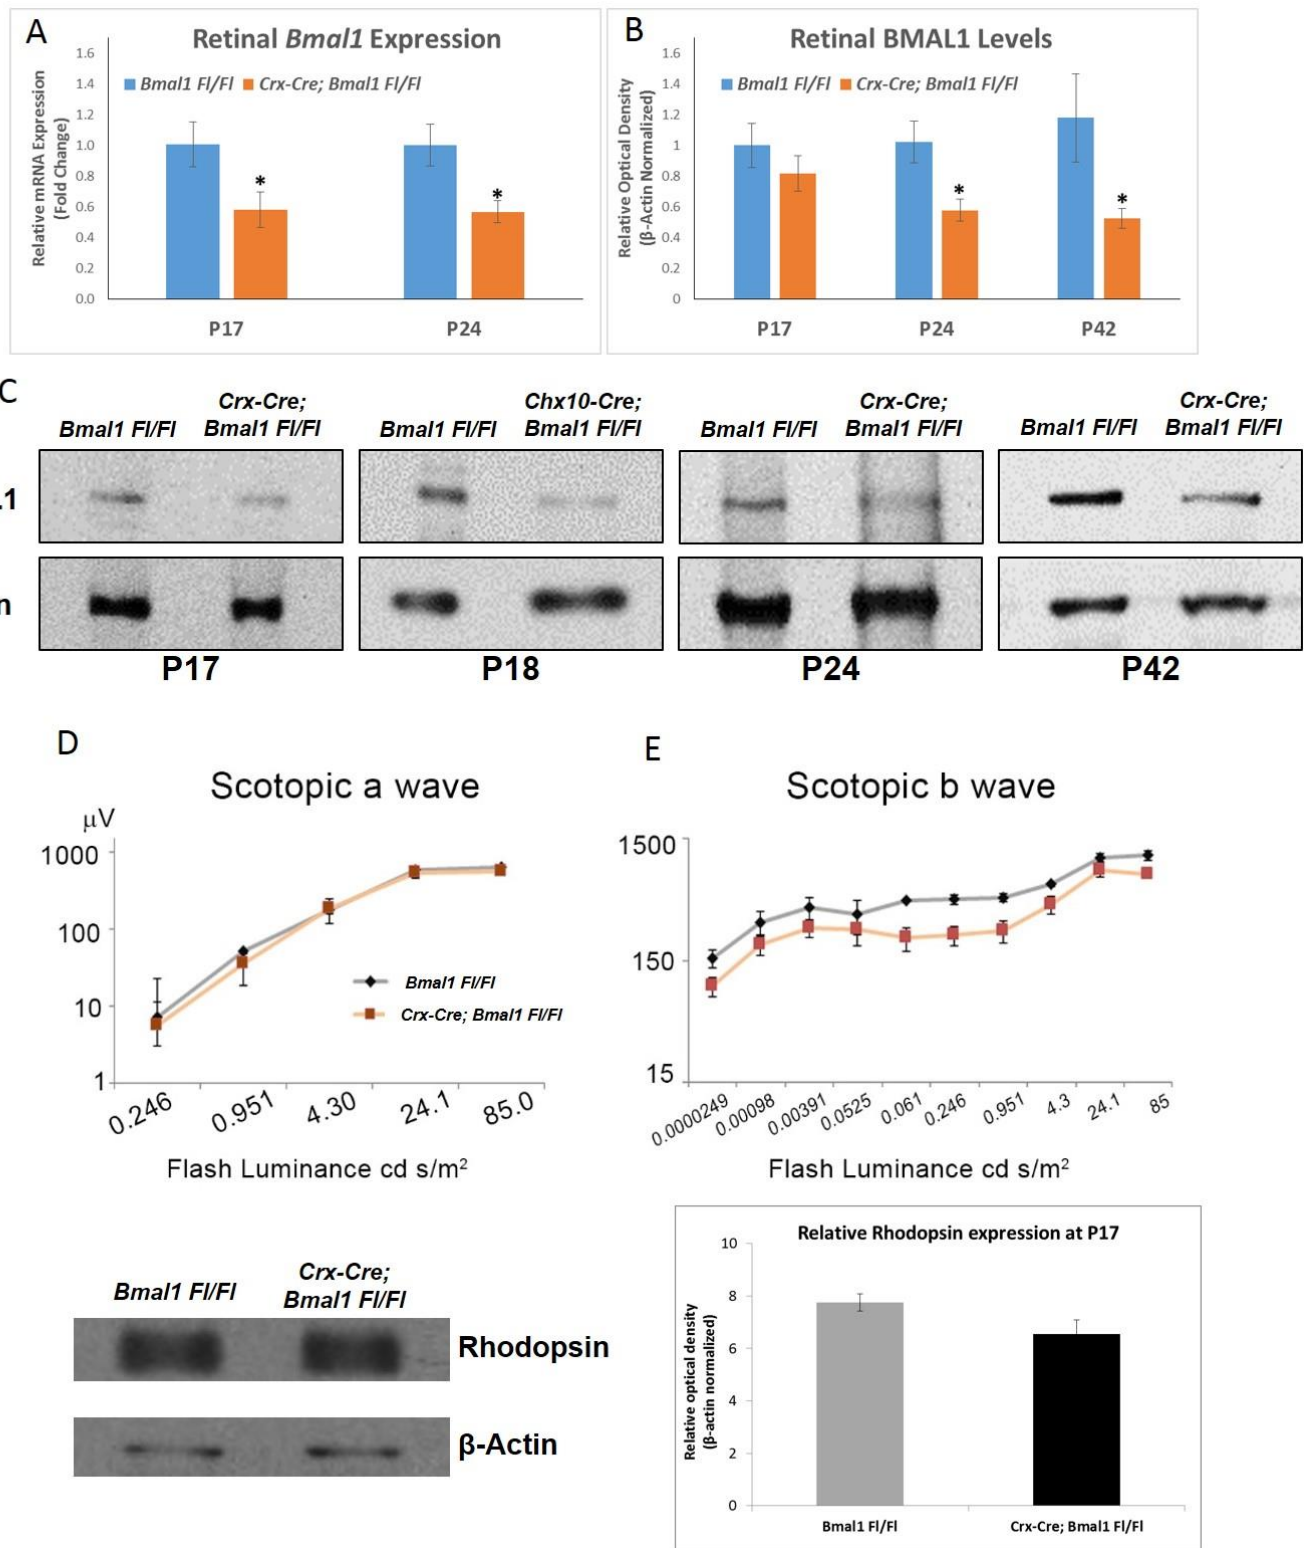 A
Retinal Bmal1 Expression
Relative mRNA Expression
(Fold Change)
1.6
1.4
1.2
1.0
0.8
0.6
0.4
0.2
0.0
Bmal1 Fl/Fl Crx-Cre; Bmal1 Fl/Fl
* *
P17 P24
B
Retinal BMAL1 Levels
Relative Optical Density
(β-Actin Normalized)
1.6
1.4
1.2
1
0.8
0.6
0.4
0.2
0
Bmal1 Fl/Fl Crx-Cre; Bmal1 Fl/Fl
* *
P17 P24 P42
C
Bmal1 Fl/Fl
Crx-Cre;
Bmal1 Fl/Fl
Bmal1 Fl/Fl
Chx10-Cre;
Bmal1 Fl/Fl
Bmal1 Fl/Fl
Crx-Cre;
Bmal1 Fl/Fl
Bmal1 Fl/Fl
Crx-Cre;
Bmal1 Fl/Fl
1
n
P17 P18 P24 P42
D
Scotopic a wave
μV
1000
100
10
1
Bmal1 Fl/Fl
Crx-Cre; Bmal1 Fl/Fl
0.246 0.951 4.30 24.1 85.0
Flash Luminance cd s/m²
E
Scotopic b wave
1500
150
15
0.0000249 0.00098 0.00391 0.0525 0.061 0.246 0.951 4.3 24.1 85
Flash Luminance cd s/m²
Bmal1 Fl/Fl
Crx-Cre;
Bmal1 Fl/Fl
Rhodopsin
β-Actin
Relative Rhodopsin expression at P17
Relative optical density
(β-actin normalized)
10
8
6
4
2
0
Bmal1 Fl/Fl Crx-Cre; Bmal1 Fl/Fl